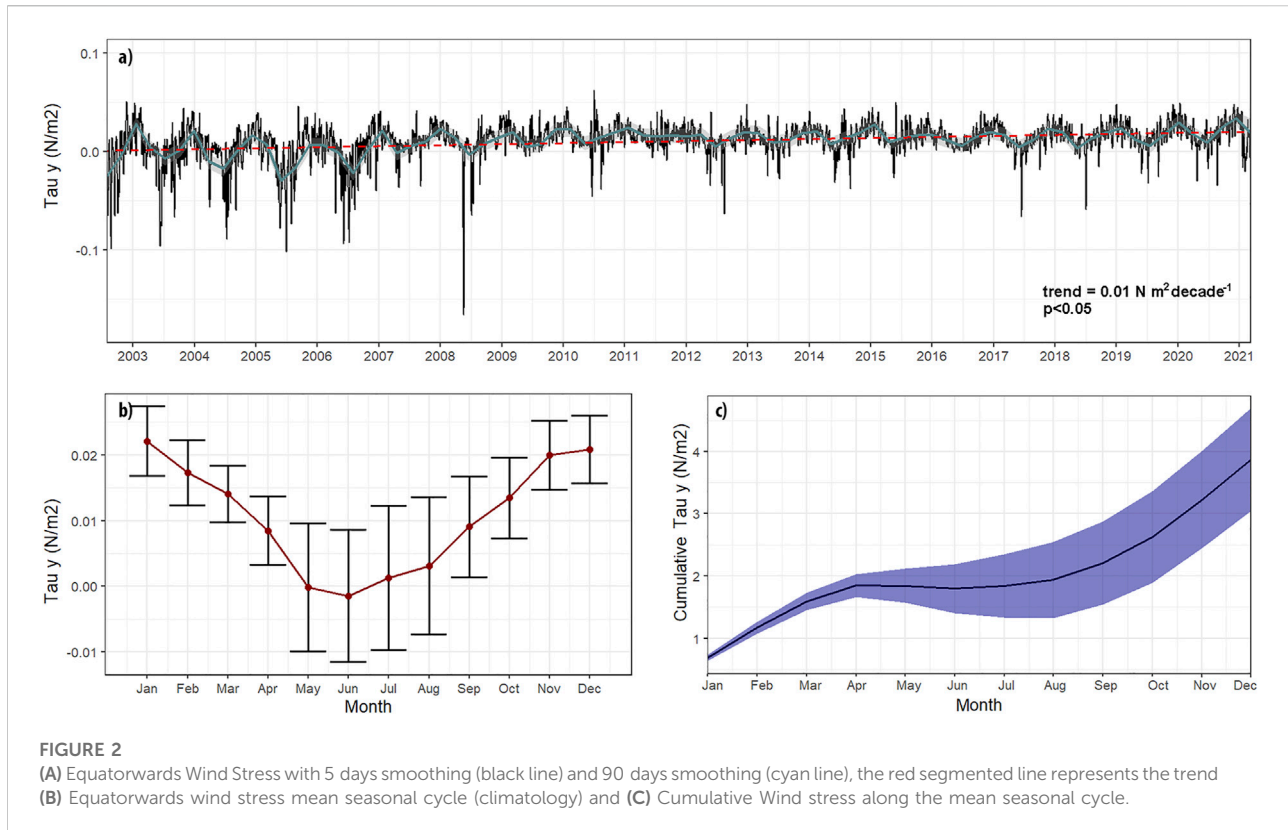 a)
0.1
0.0
-0.1
Tau y (N/m2)
trend = 0.01 N m² decade⁻¹
p<0.05
2003 2004 2005 2006 2007 2008 2009 2010 2011 2012 2013 2014 2015 2016 2017 2018 2019 2020 2021
b)
0.02
0.01
0.00
-0.01
Tau y (N/m2)
Jan Feb Mar Apr May Jun Jul Aug Sep Oct Nov Dec
Month
c)
4
3
2
1
Cumulative Tau y (N/m2)
Jan Feb Mar Apr May Jun Jul Aug Sep Oct Nov Dec
Month
FIGURE 2
(A) Equatorwards Wind Stress with 5 days smoothing (black line) and 90 days smoothing (cyan line), the red segmented line represents the trend
(B) Equatorwards wind stress mean seasonal cycle (climatology) and (C) Cumulative Wind stress along the mean seasonal cycle.